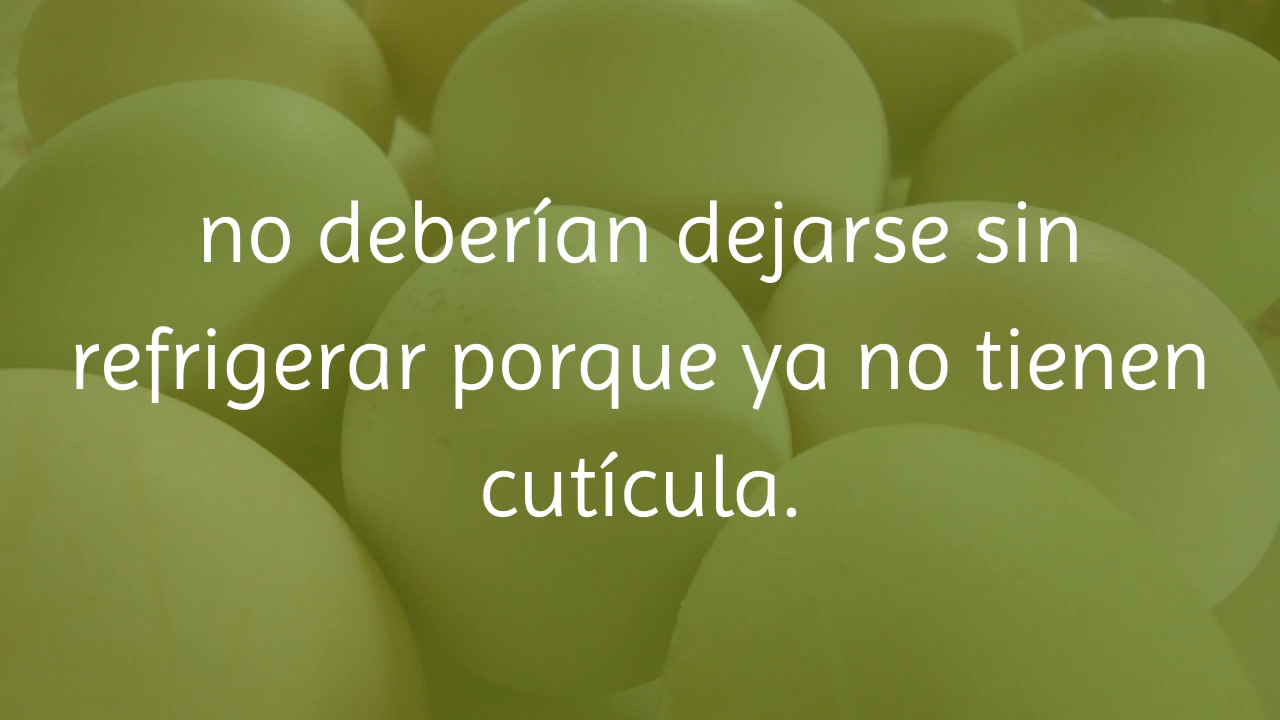 no deberían dejarse sin
refrigerar porque ya no tienen
cutícula.